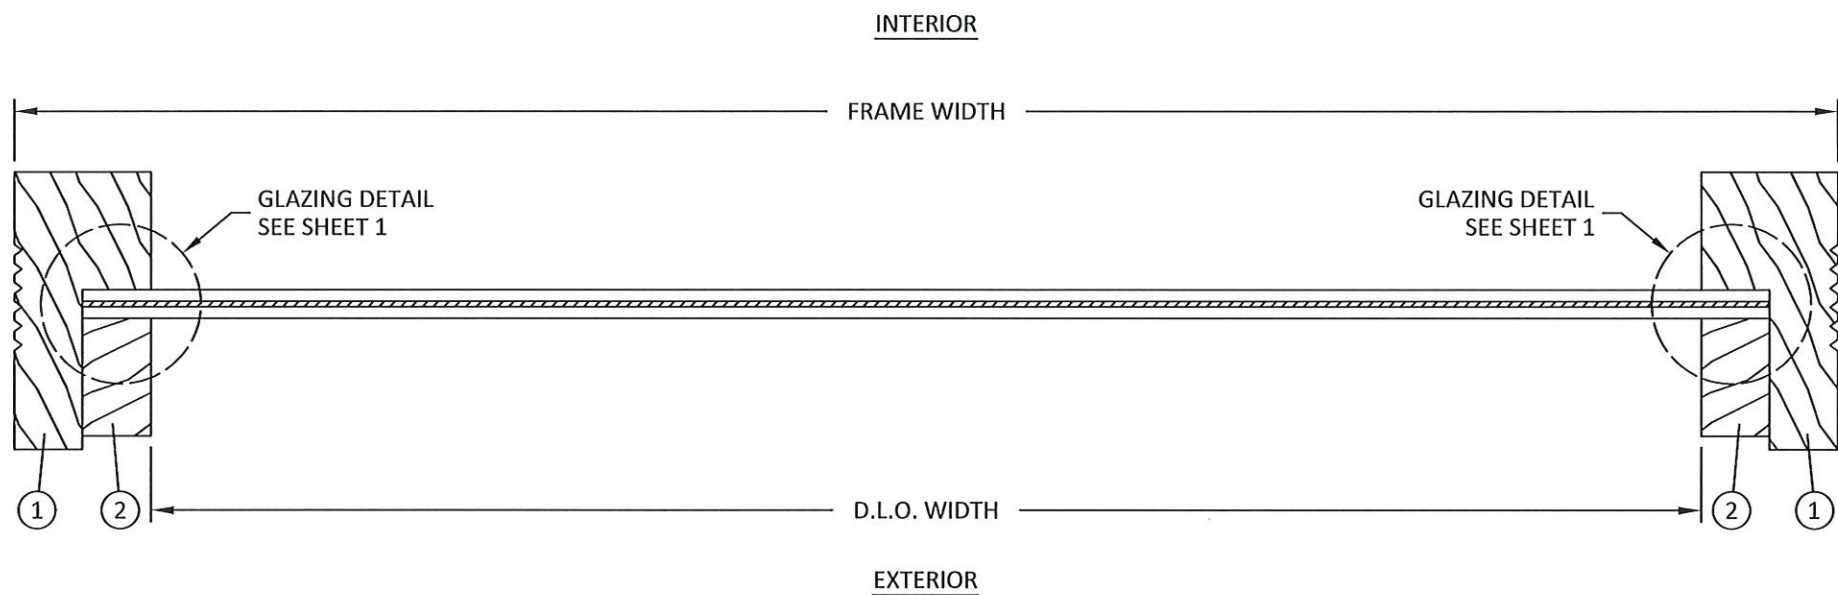 INTERIOR
FRAME WIDTH
GLAZING DETAIL
SEE SHEET 1
GLAZING DETAIL
SEE SHEET 1
1
2
D.L.O. WIDTH
2
1
EXTERIOR